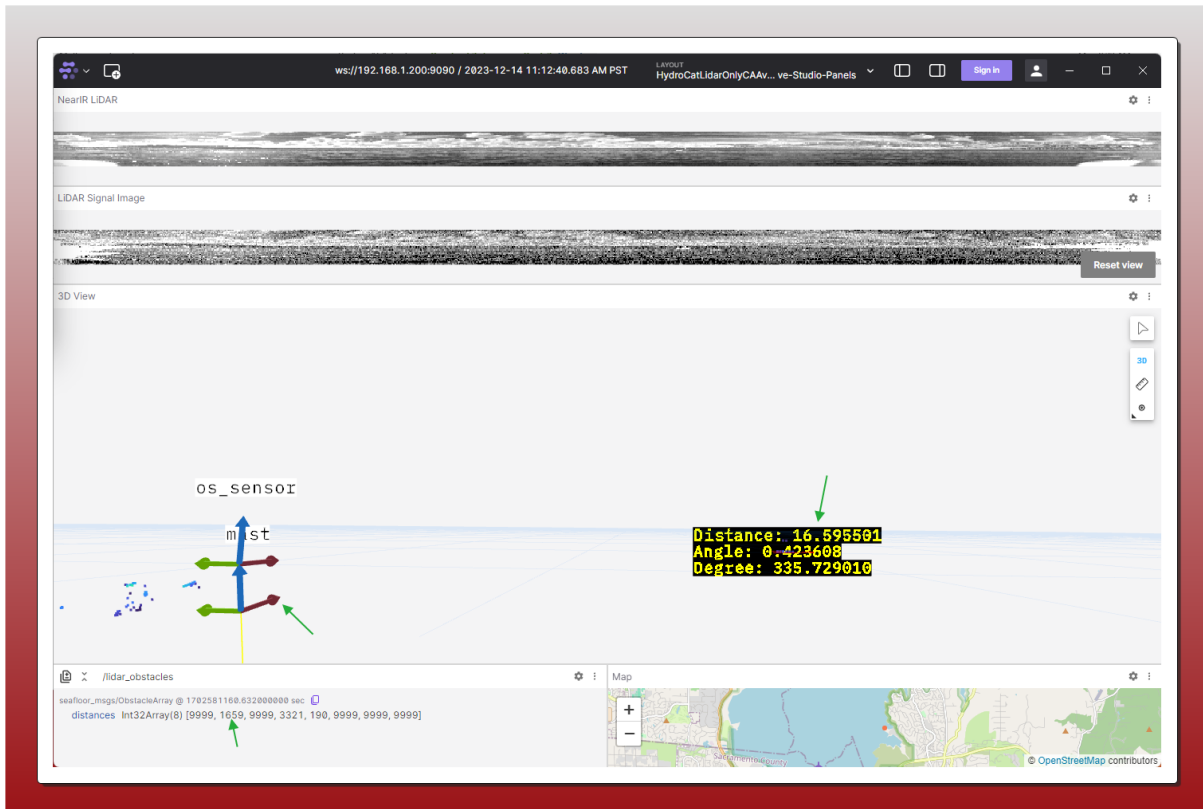 ws://192.168.1.200:9090 / 2023-12-14 11:12:40.683 AM PST
LAYOUT
HydroCatLidarOnlyCAAv... ve-Studio-Panels
Sign in
NearIR LiDAR
LiDAR Signal Image
Reset view
3D View
3D
os_sensor
mast
Distance: 16.595501
Angle: 0.423608
Degree: 335.729010
/lidar_obstacles
seafloor_msgs/ObstacleArray @ 1702581160.632000000 sec
distances Int32Array(8) [9999, 1659, 9999, 3321, 190, 9999, 9999, 9999]
Map
+
−
Sacramento County
© OpenStreetMap contributors